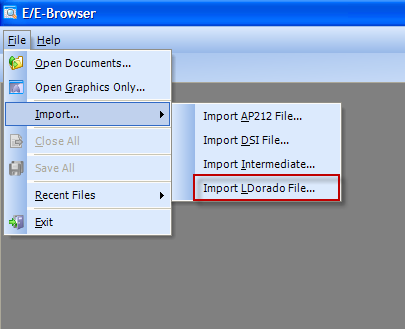 E/E-Browser
File Help
Open Documents...
Open Graphics Only...
Import...
Close All
Save All
Recent Files
Exit
Import AP212 File...
Import DSI File...
Import Intermediate...
Import LDorado File...